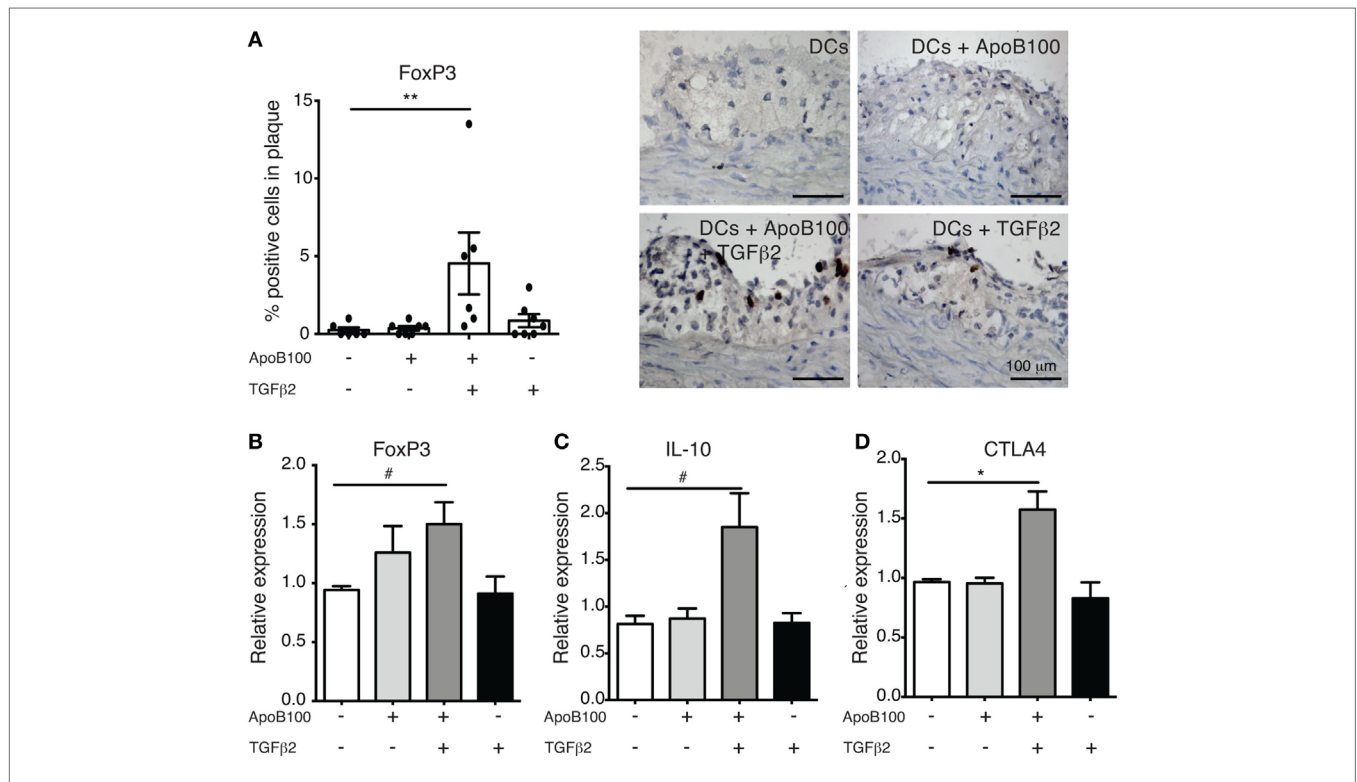 A
FoxP3
**
% positive cells in plaque
15
10
5
0
ApoB100 - + + -
TGFβ2 - - + +
DCs
DCs + ApoB100
DCs + ApoB100
+ TGFβ2
DCs + TGFβ2
100 μm
B
FoxP3
#
Relative expression
2.0
1.5
1.0
0.5
0.0
ApoB100 - + + -
TGFβ2 - - + +
C
IL-10
#
Relative expression
2.5
2.0
1.5
1.0
0.5
0.0
ApoB100 - + + -
TGFβ2 - - + +
D
CTLA4
*
Relative expression
2.0
1.5
1.0
0.5
0.0
ApoB100 - + + -
TGFβ2 - - + +